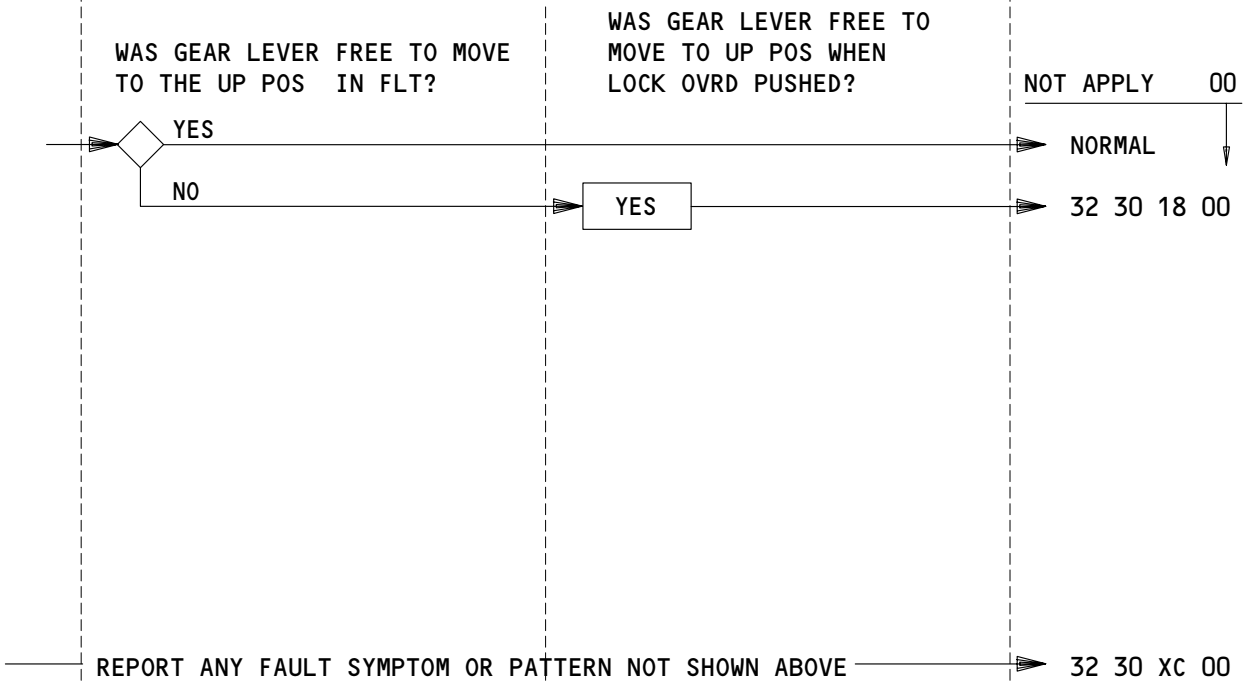 WAS GEAR LEVER FREE TO MOVE
TO THE UP POS IN FLT?
WAS GEAR LEVER FREE TO
MOVE TO UP POS WHEN
LOCK OVRD PUSHED?
NOT APPLY 00
YES
NORMAL
NO
YES
32 30 18 00
REPORT ANY FAULT SYMPTOM OR PATTERN NOT SHOWN ABOVE
32 30 XC 00